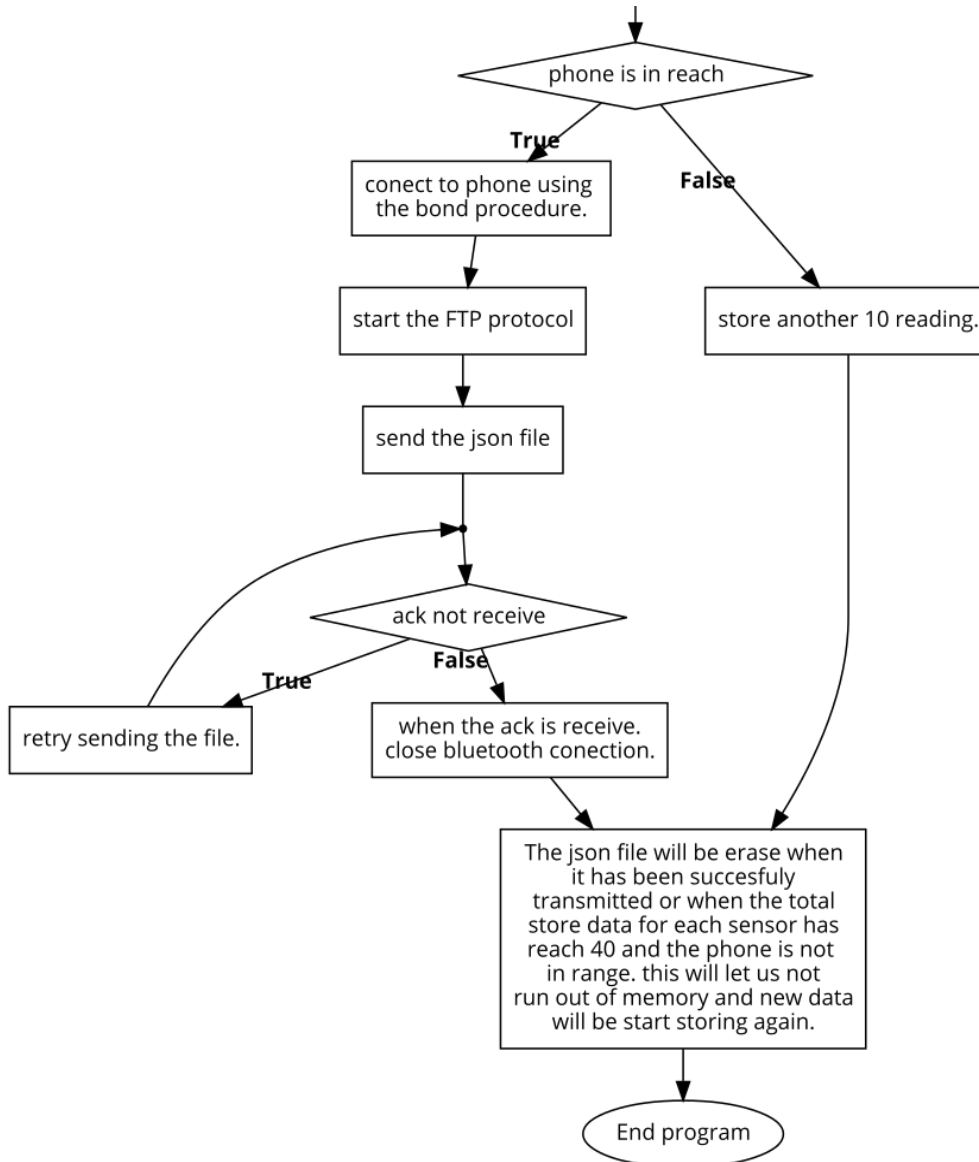 phone is in reach
True
False
conect to phone using
the bond procedure.
start the FTP protocol
store another 10 reading.
send the json file
ack not receive
True
False
retry sending the file.
when the ack is receive.
close bluetooth conection.
The json file will be erase when
it has been succesfuly
transmitted or when the total
store data for each sensor has
reach 40 and the phone is not
in range. this will let us not
run out of memory and new data
will be start storing again.
End program